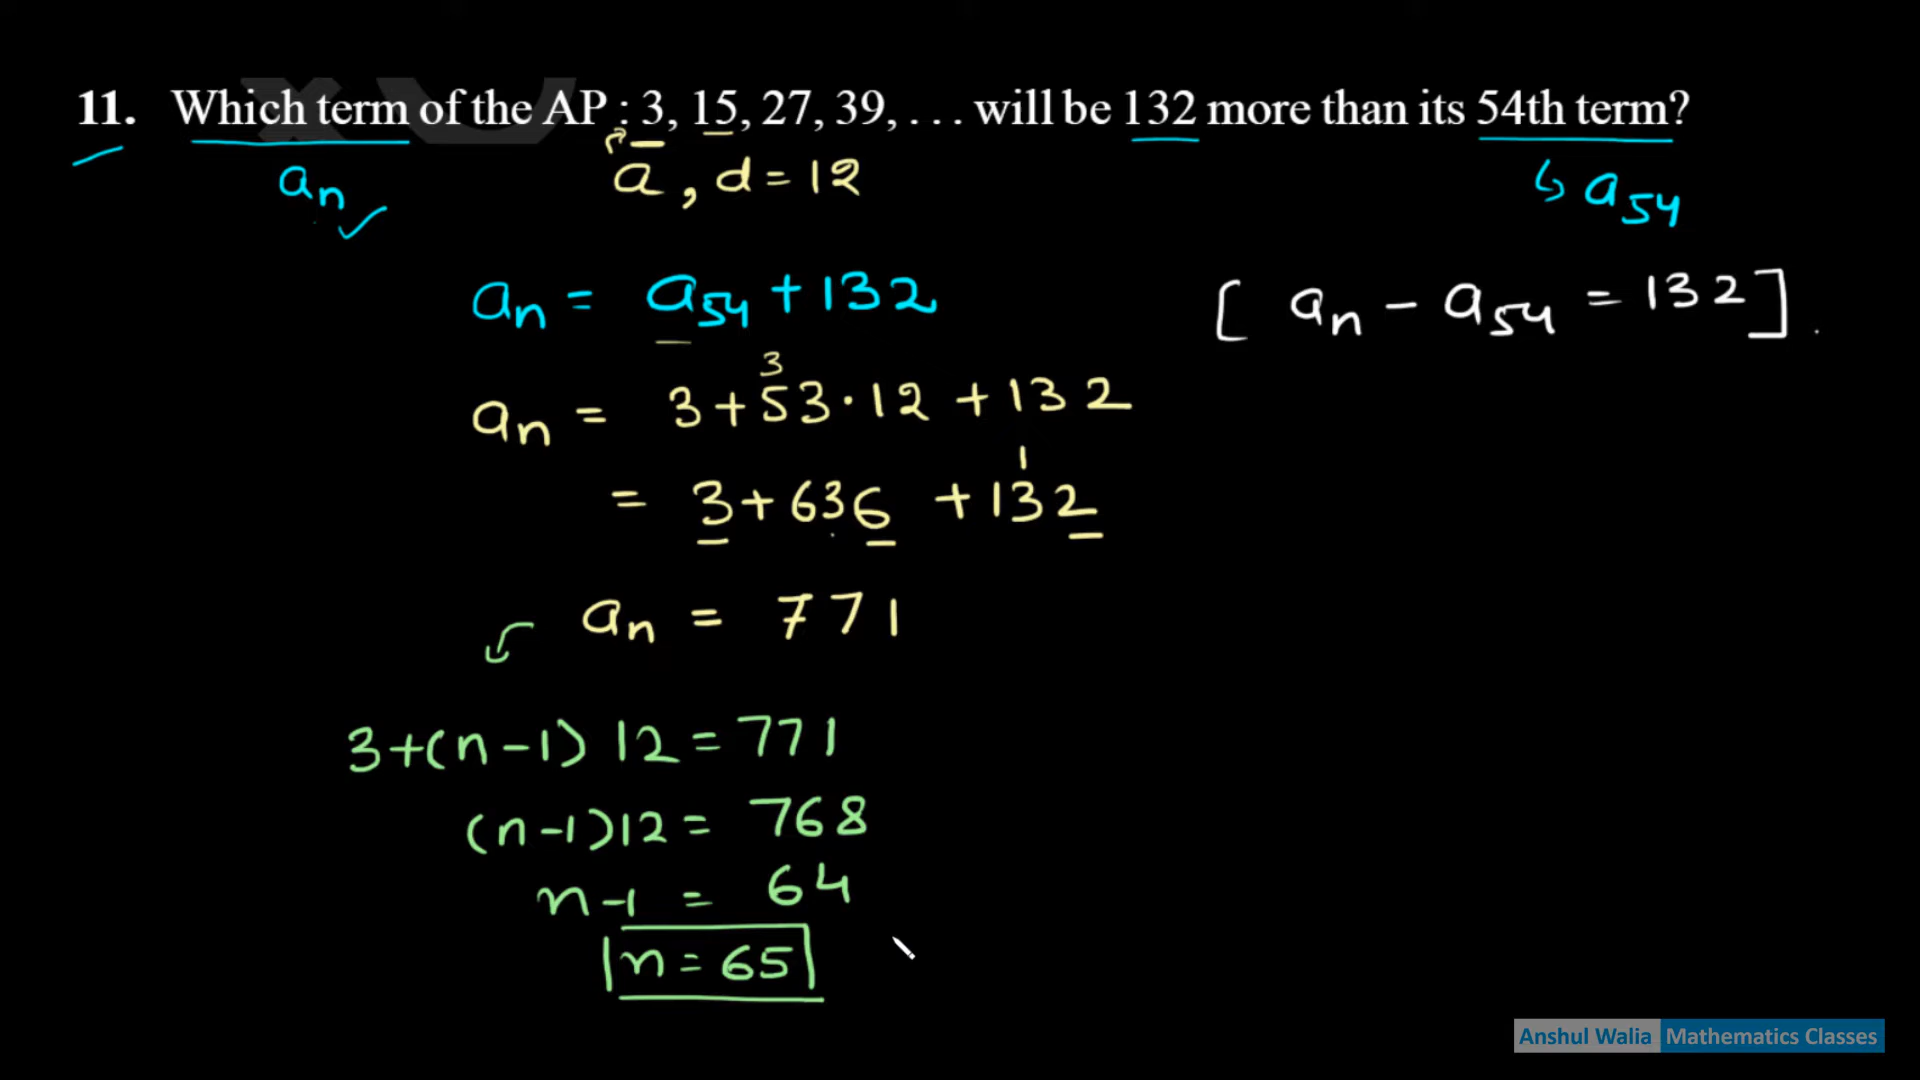 11. Which term of the AP : 3, 15, 27, 39, . . . will be 132 more than its 54th term?
aₙ a, d = 12 ↳ a₅₄
aₙ = a₅₄ + 132 [ aₙ − a₅₄ = 132 ].
3
aₙ = 3 + 53 · 12 + 132
1
= 3 + 636 + 132
aₙ = 771
3 + (n − 1) 12 = 771
(n − 1) 12 = 768
n − 1 = 64
n = 65
Anshul Walia Mathematics Classes